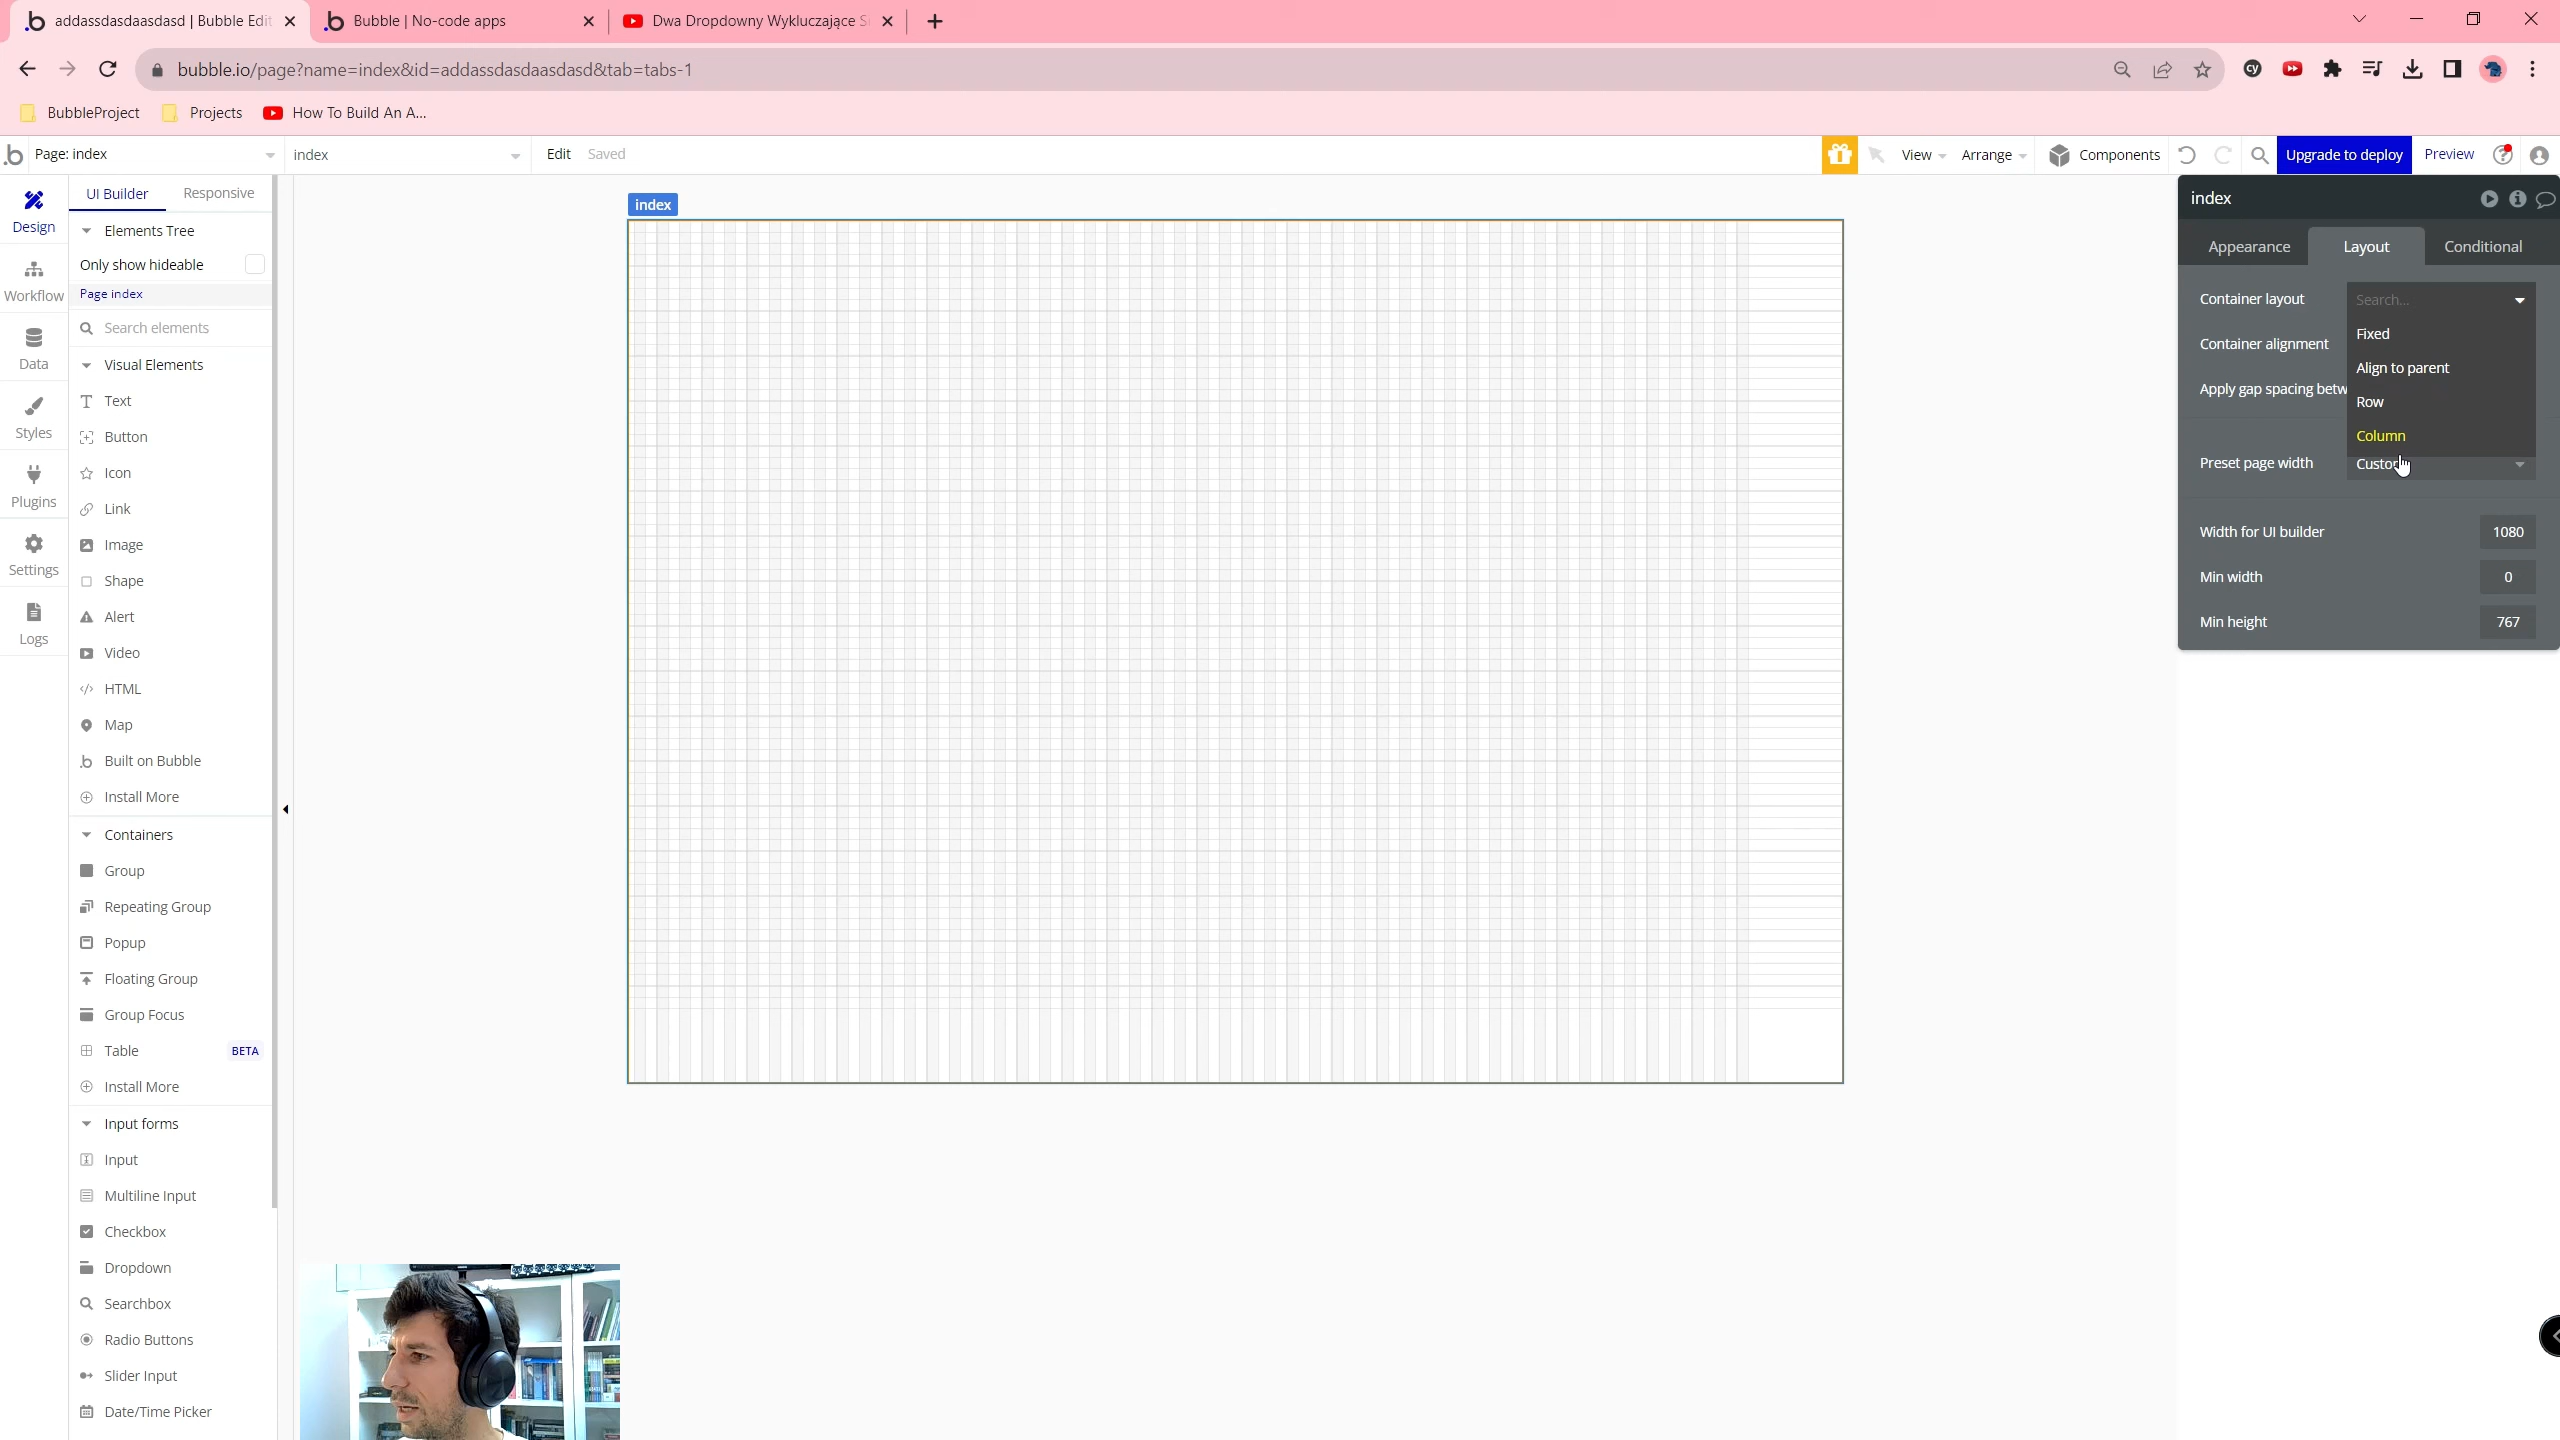 addassdasdaasdasd | Bubble Edit
Bubble | No-code apps
Dwa Dropdowny Wykluczające S
bubble.io/page?name=index&id=addassdasdaasdasd&tab=tabs-1
BubbleProject
Projects
How To Build An A...
Page: index
index
Edit
Saved
View
Arrange
Components
Upgrade to deploy
Preview
UI Builder
Responsive
Design
Elements Tree
Only show hideable
Page index
Workflow
Search elements
Data
Visual Elements
Text
Styles
Button
Icon
Plugins
Link
Image
Settings
Shape
Alert
Logs
Video
HTML
Map
Built on Bubble
Install More
Containers
Group
Repeating Group
Popup
Floating Group
Group Focus
Table
BETA
Install More
Input forms
Input
Multiline Input
Checkbox
Dropdown
Searchbox
Radio Buttons
Slider Input
Date/Time Picker
index
index
Appearance
Layout
Conditional
Container layout
Search...
Fixed
Container alignment
Align to parent
Apply gap spacing betw
Row
Column
Preset page width
Custo
Width for UI builder
1080
Min width
0
Min height
767